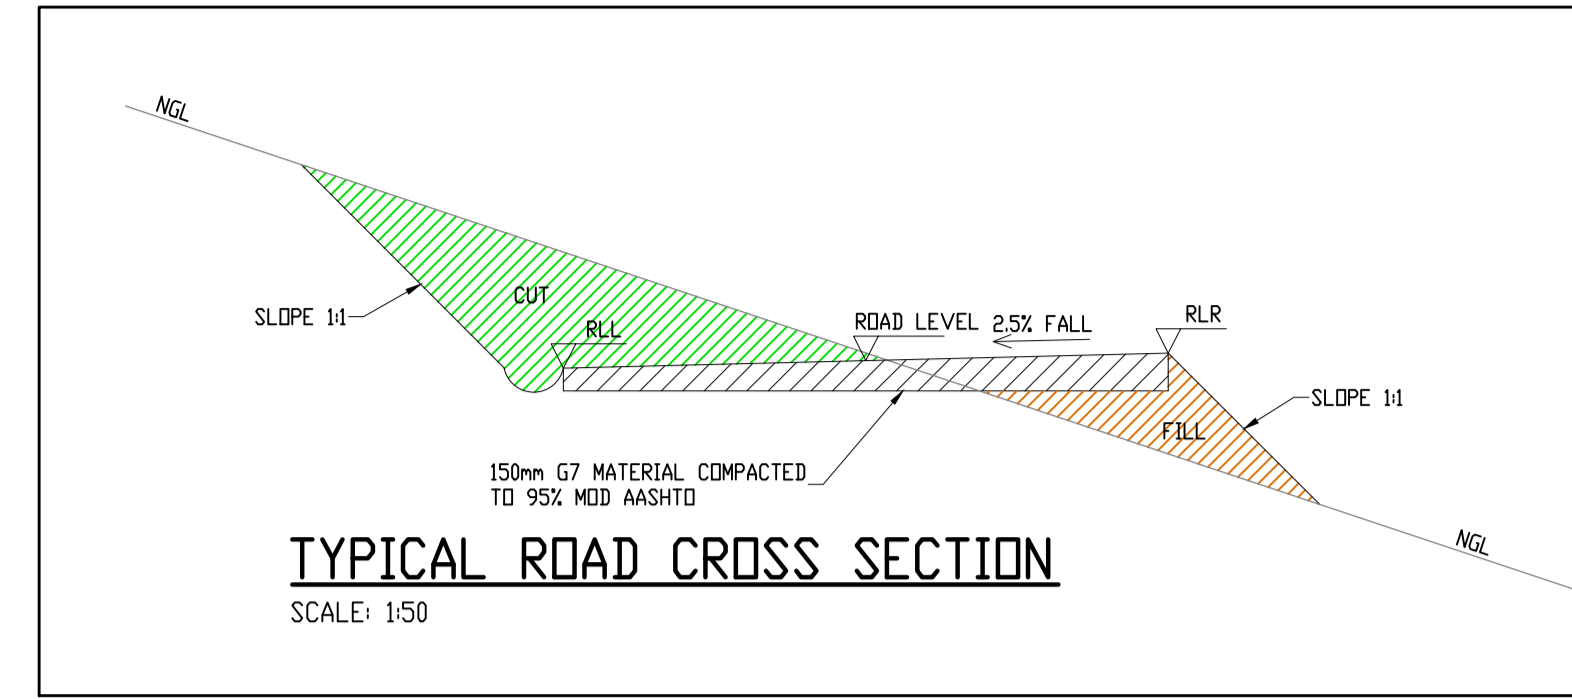 NGL
CUT
SLOPE 1:1
RLL
ROAD LEVEL
2.5% FALL
RLR
SLOPE 1:1
FILL
150mm G7 MATERIAL COMPACTED
TO 95% MOD AASHTO
NGL
TYPICAL ROAD CROSS SECTION
SCALE: 1:50